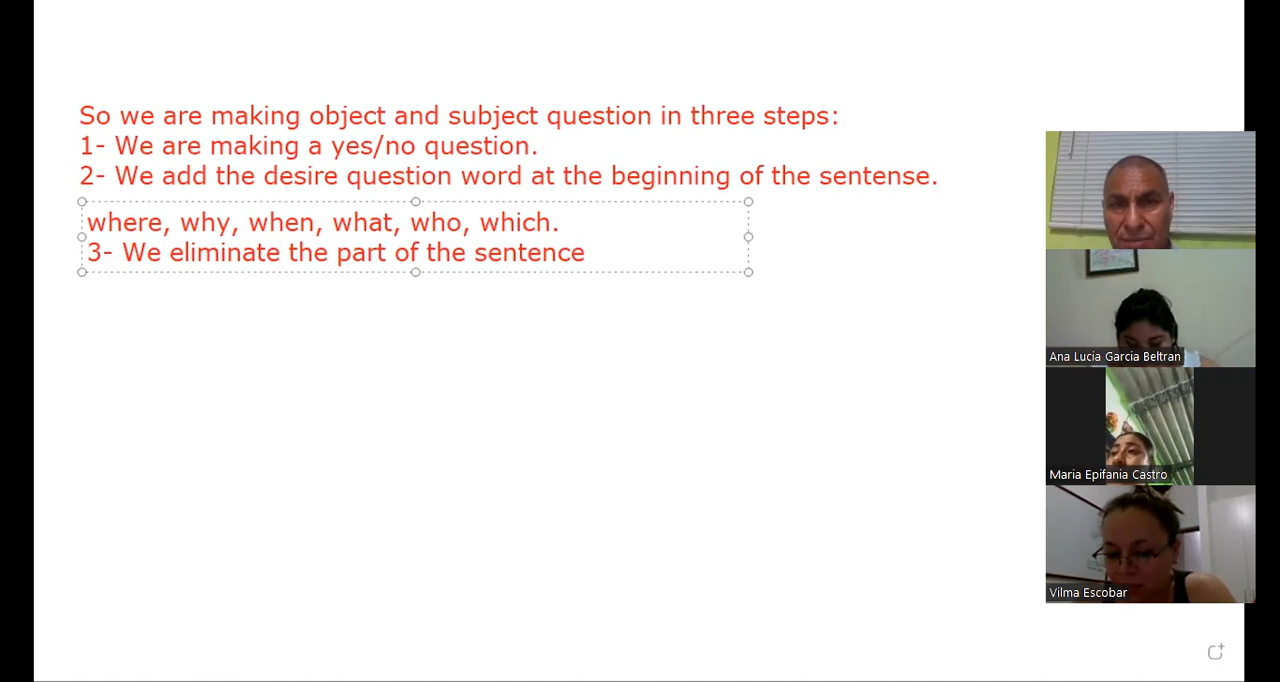 So we are making object and subject question in three steps:
1- We are making a yes/no question.
2- We add the desire question word at the beginning of the sentense.
where, why, when, what, who, which.
3- We eliminate the part of the sentence
Ana Lucia Garcia Beltran
Maria Epifania Castro
Vilma Escobar